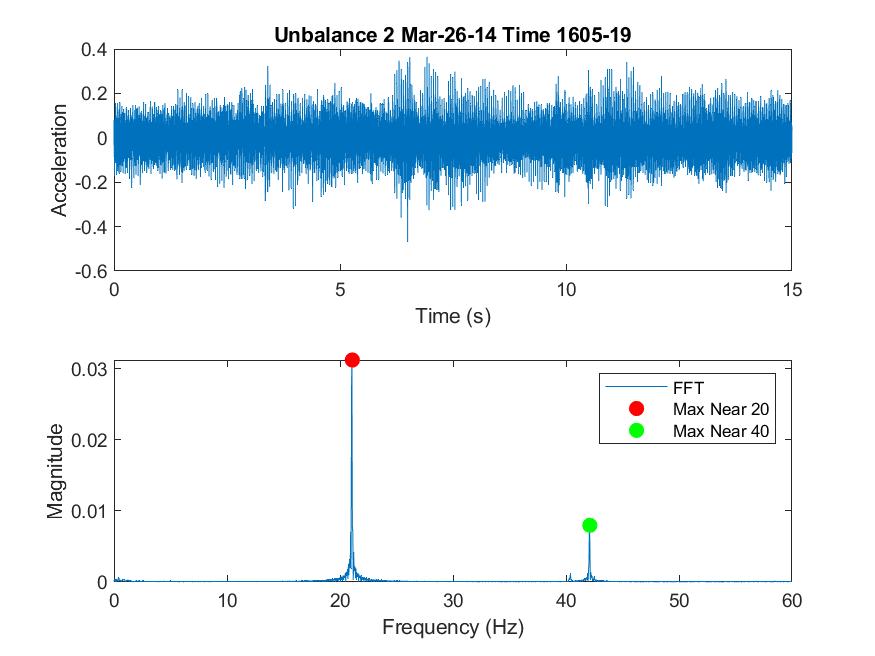 Unbalance 2 Mar-26-14 Time 1605-19
0.4
0.2
0
-0.2
-0.4
-0.6
Acceleration
0 5 10 15
Time (s)
0.03
0.02
0.01
0
Magnitude
FFT
Max Near 20
Max Near 40
0 10 20 30 40 50 60
Frequency (Hz)